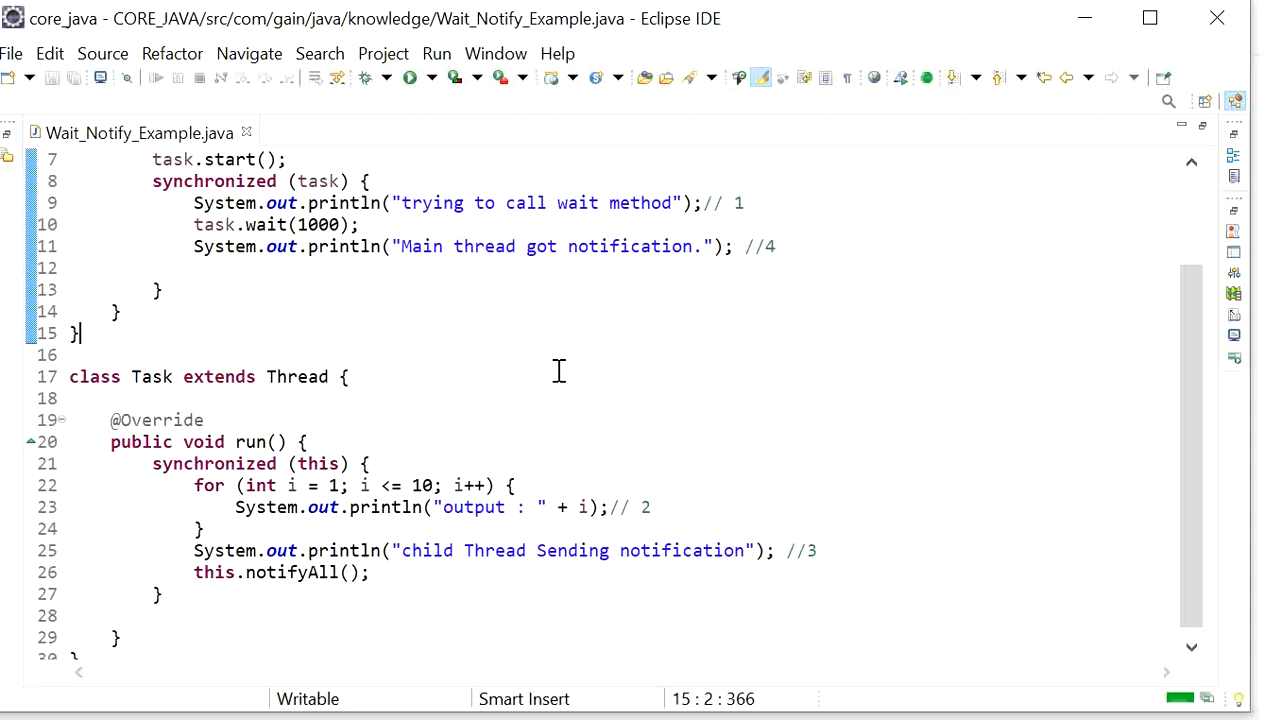 core_java - CORE_JAVA/src/com/gain/java/knowledge/Wait_Notify_Example.java - Eclipse IDE
File Edit Source Refactor Navigate Search Project Run Window Help
Wait_Notify_Example.java
7 task.start();
8 synchronized (task) {
9 System.out.println("trying to call wait method");// 1
10 task.wait(1000);
11 System.out.println("Main thread got notification."); //4
12
13 }
14 }
15 }
16
17 class Task extends Thread {
18
19 @Override
20 public void run() {
21 synchronized (this) {
22 for (int i = 1; i <= 10; i++) {
23 System.out.println("output : " + i);// 2
24 }
25 System.out.println("child Thread Sending notification"); //3
26 this.notifyAll();
27 }
28
29 }
30 }
Writable Smart Insert 15 : 2 : 366